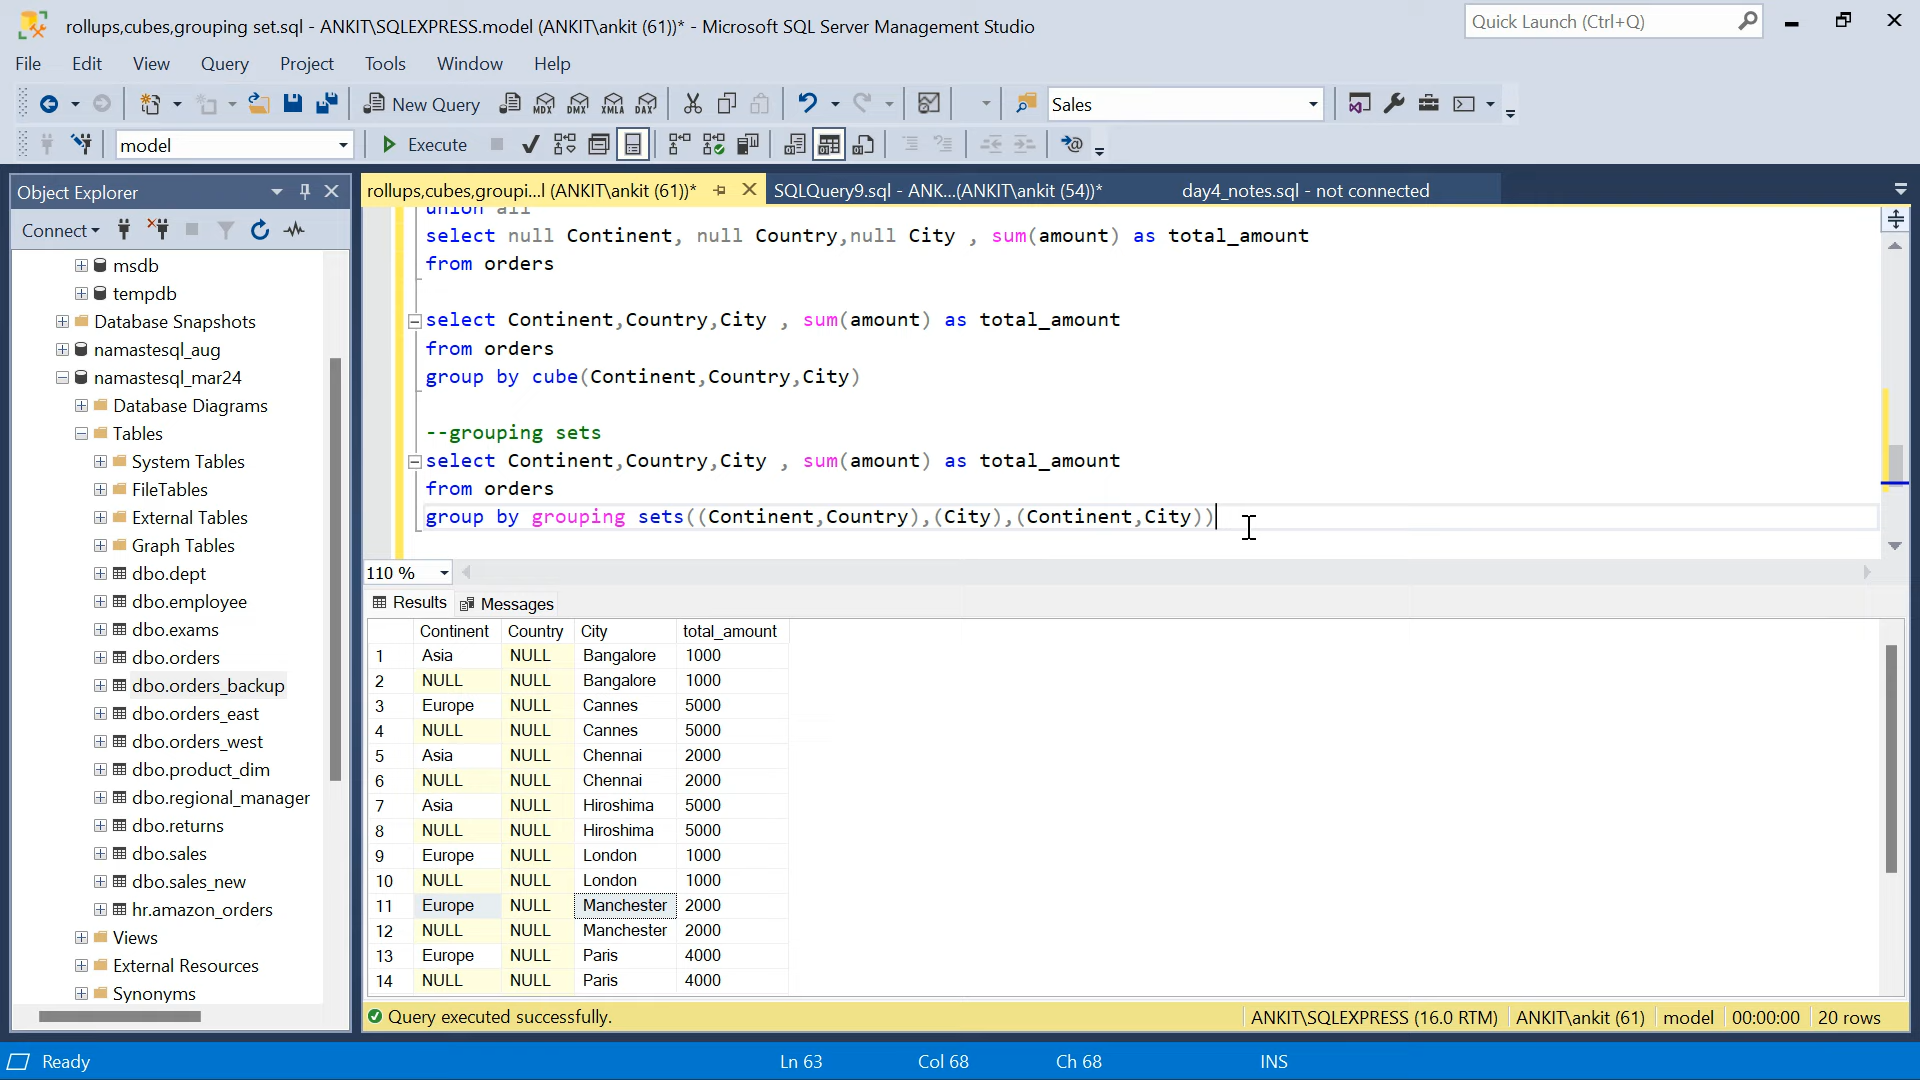 rollups,cubes,grouping set.sql - ANKIT\SQLEXPRESS.model (ANKIT\ankit (61))* - Microsoft SQL Server Management Studio
Quick Launch (Ctrl+Q)
File Edit View Query Project Tools Window Help
New Query MDX DMX XMLA DAX Sales
model Execute
Object Explorer
rollups,cubes,groupi...l (ANKIT\ankit (61))* SQLQuery9.sql - ANK...(ANKIT\ankit (54))* day4_notes.sql - not connected
Connect
msdb
tempdb
Database Snapshots
namastesql_aug
namastesql_mar24
Database Diagrams
Tables
System Tables
FileTables
External Tables
Graph Tables
dbo.dept
dbo.employee
dbo.exams
dbo.orders
dbo.orders_backup
dbo.orders_east
dbo.orders_west
dbo.product_dim
dbo.regional_manager
dbo.returns
dbo.sales
dbo.sales_new
hr.amazon_orders
Views
External Resources
Synonyms
union all
select null Continent, null Country,null City , sum(amount) as total_amount
from orders
select Continent,Country,City , sum(amount) as total_amount
from orders
group by cube(Continent,Country,City)
--grouping sets
select Continent,Country,City , sum(amount) as total_amount
from orders
group by grouping sets((Continent,Country),(City),(Continent,City))
110 %
Results Messages
Continent Country City total_amount
1 Asia NULL Bangalore 1000
2 NULL NULL Bangalore 1000
3 Europe NULL Cannes 5000
4 NULL NULL Cannes 5000
5 Asia NULL Chennai 2000
6 NULL NULL Chennai 2000
7 Asia NULL Hiroshima 5000
8 NULL NULL Hiroshima 5000
9 Europe NULL London 1000
10 NULL NULL London 1000
11 Europe NULL Manchester 2000
12 NULL NULL Manchester 2000
13 Europe NULL Paris 4000
14 NULL NULL Paris 4000
Query executed successfully. ANKIT\SQLEXPRESS (16.0 RTM) ANKIT\ankit (61) model 00:00:00 20 rows
Ready Ln 63 Col 68 Ch 68 INS